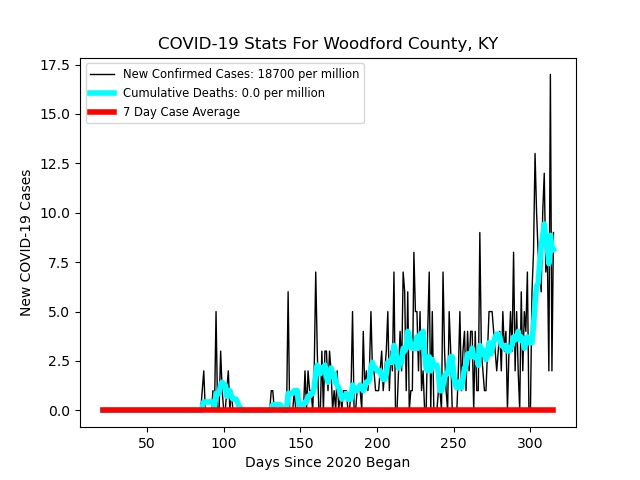 COVID-19 Stats For Woodford County, KY
New Confirmed Cases: 18700 per million
Cumulative Deaths: 0.0 per million
7 Day Case Average
17.5
15.0
12.5
10.0
7.5
5.0
2.5
0.0
New COVID-19 Cases
50 100 150 200 250 300
Days Since 2020 Began